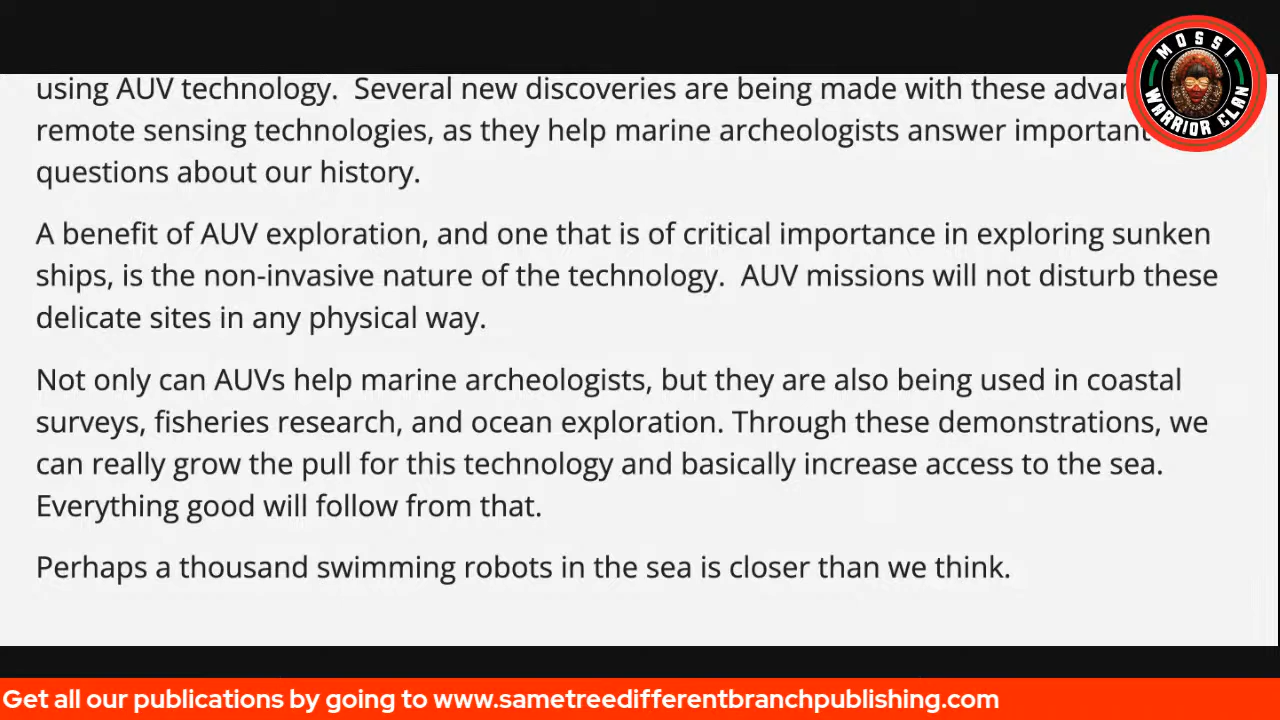 using AUV technology.  Several new discoveries are being made with these
remote sensing technologies, as they help marine archeologists answer important
questions about our history.
A benefit of AUV exploration, and one that is of critical importance in exploring sunken
ships, is the non-invasive nature of the technology.  AUV missions will not disturb these
delicate sites in any physical way.
Not only can AUVs help marine archeologists, but they are also being used in coastal
surveys, fisheries research, and ocean exploration. Through these demonstrations, we
can really grow the pull for this technology and basically increase access to the sea.
Everything good will follow from that.
Perhaps a thousand swimming robots in the sea is closer than we think.
MOSSI
WARRIOR CLAN
Get all our publications by going to www.sametreedifferentbranchpublishing.com